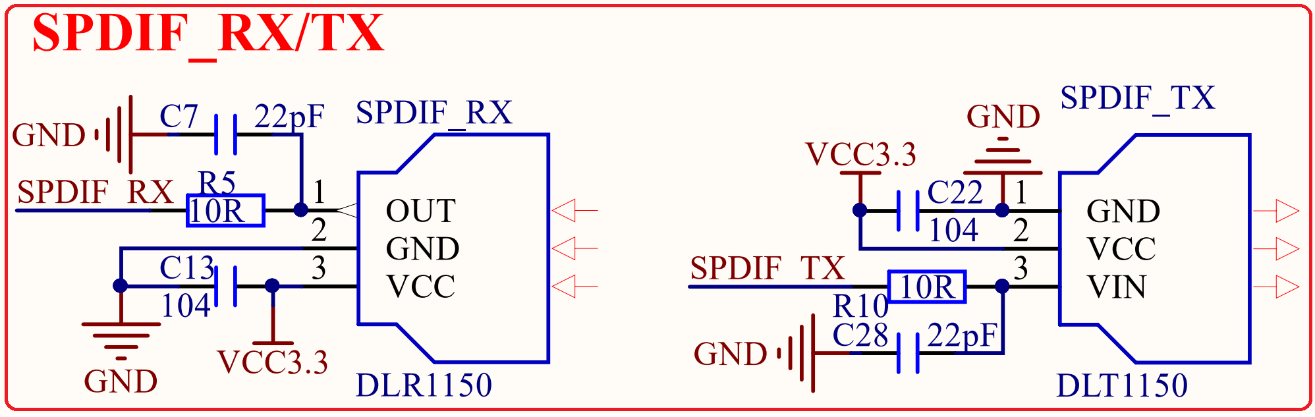 SPDIF_RX/TX
C7 22pF
GND
SPDIF_RX
R5
10R
SPDIF_RX
1
2
3
OUT
GND
VCC
C13
104
GND
VCC3.3
DLR1150
SPDIF_TX
GND
VCC3.3
C22
104
1
2
3
GND
VCC
VIN
SPDIF_TX
10R
R10
C28 22pF
GND
DLT1150